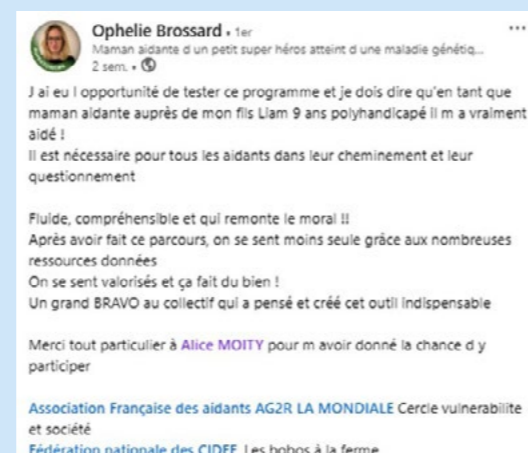 Ophelie Brossard • 1er
Maman aidante d un petit super héros atteint d une maladie génétiq...
2 sem. •
J ai eu l opportunité de tester ce programme et je dois dire qu'en tant que
maman aidante auprès de mon fils Liam 9 ans polyhandicapé il m a vraiment
aidé !
Il est nécessaire pour tous les aidants dans leur cheminement et leur
questionnement
Fluide, compréhensible et qui remonte le moral !!
Après avoir fait ce parcours, on se sent moins seule grâce aux nombreuses
ressources données
On se sent valorisés et ça fait du bien !
Un grand BRAVO au collectif qui a pensé et créé cet outil indispensable
Merci tout particulier à Alice MOITY pour m avoir donné la chance d y
participer
Association Française des aidants AG2R LA MONDIALE Cercle vulnerabilite
et société
Fédération nationale des CIDFF Les bobos à la ferme